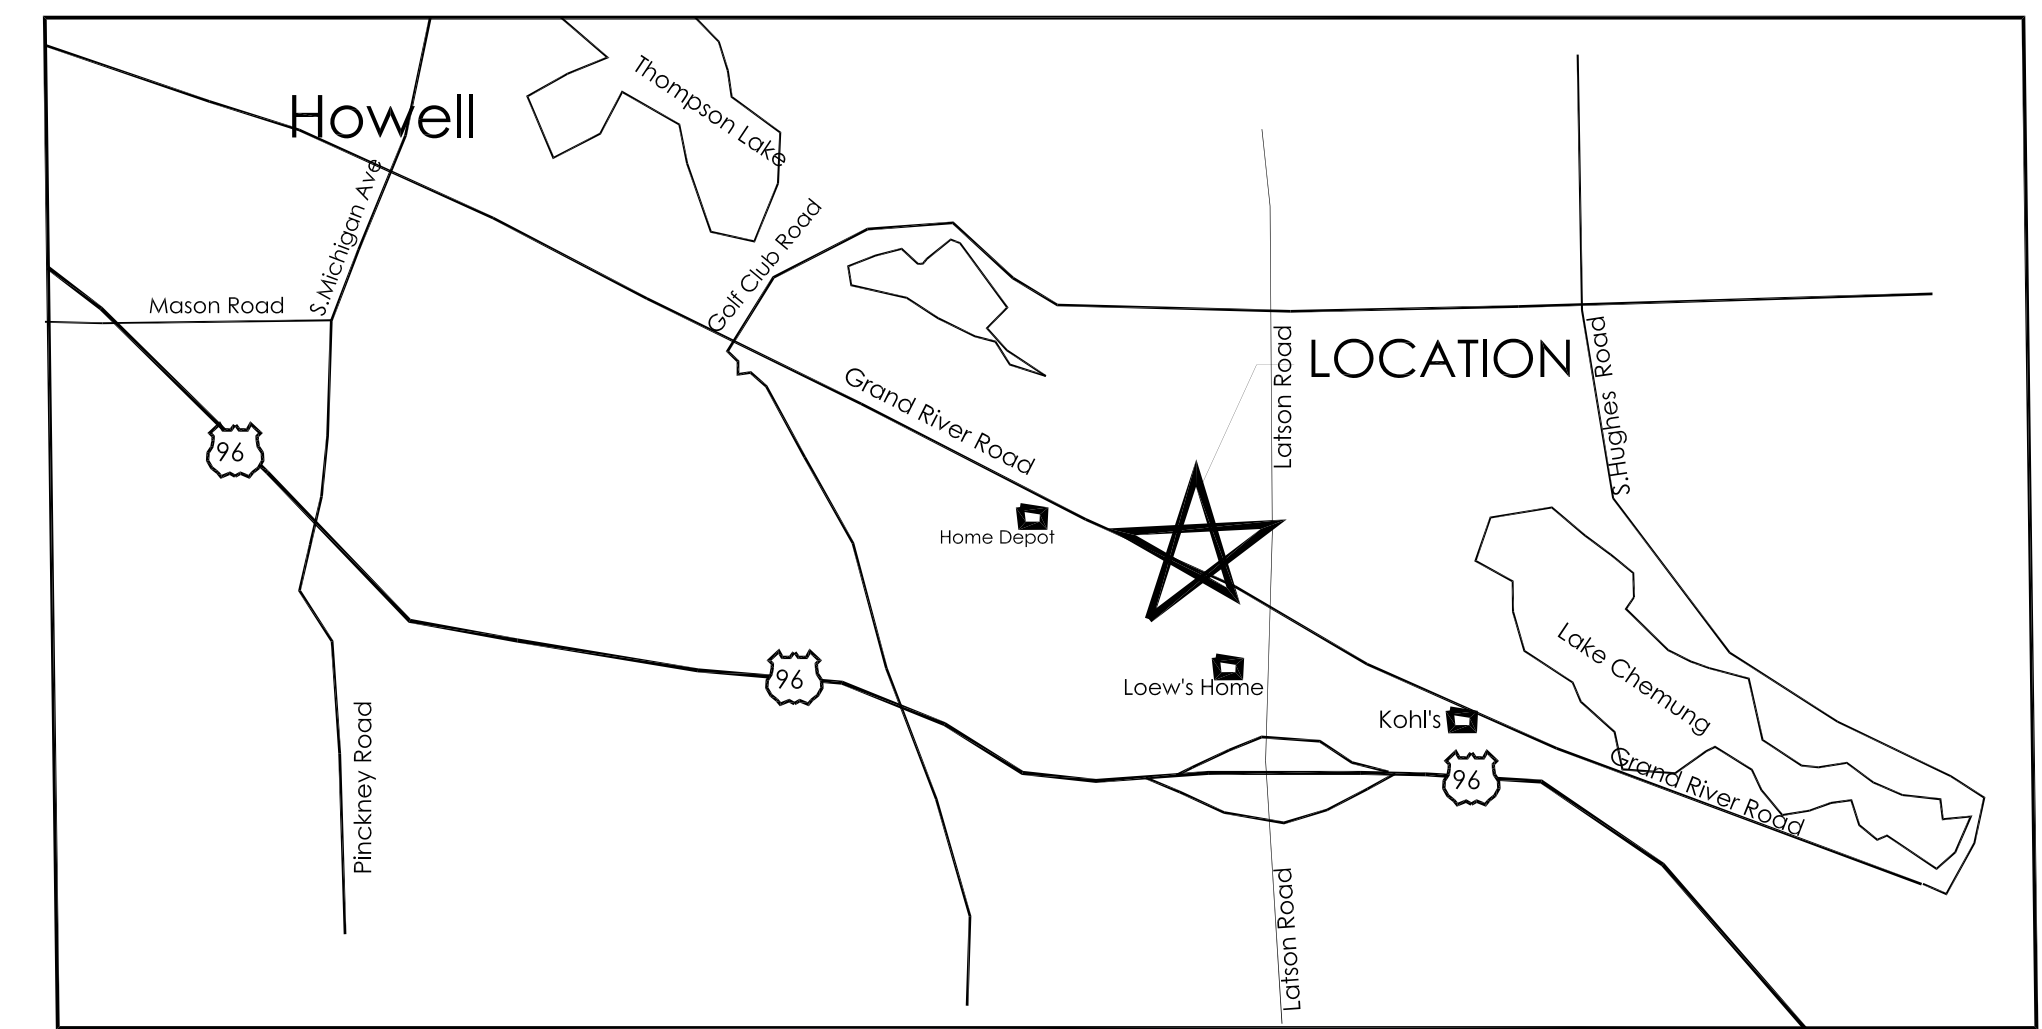 Thompson Lake
Howell
S.Michigan Ave
Golf Club Road
Mason Road
LOCATION
Latson Road
S.Hughes Road
Grand River Road
96
Home Depot
Lake Chemung
96
Loew's Home
Kohl's
Pinckney Road
96
Grand River Road
Latson Road